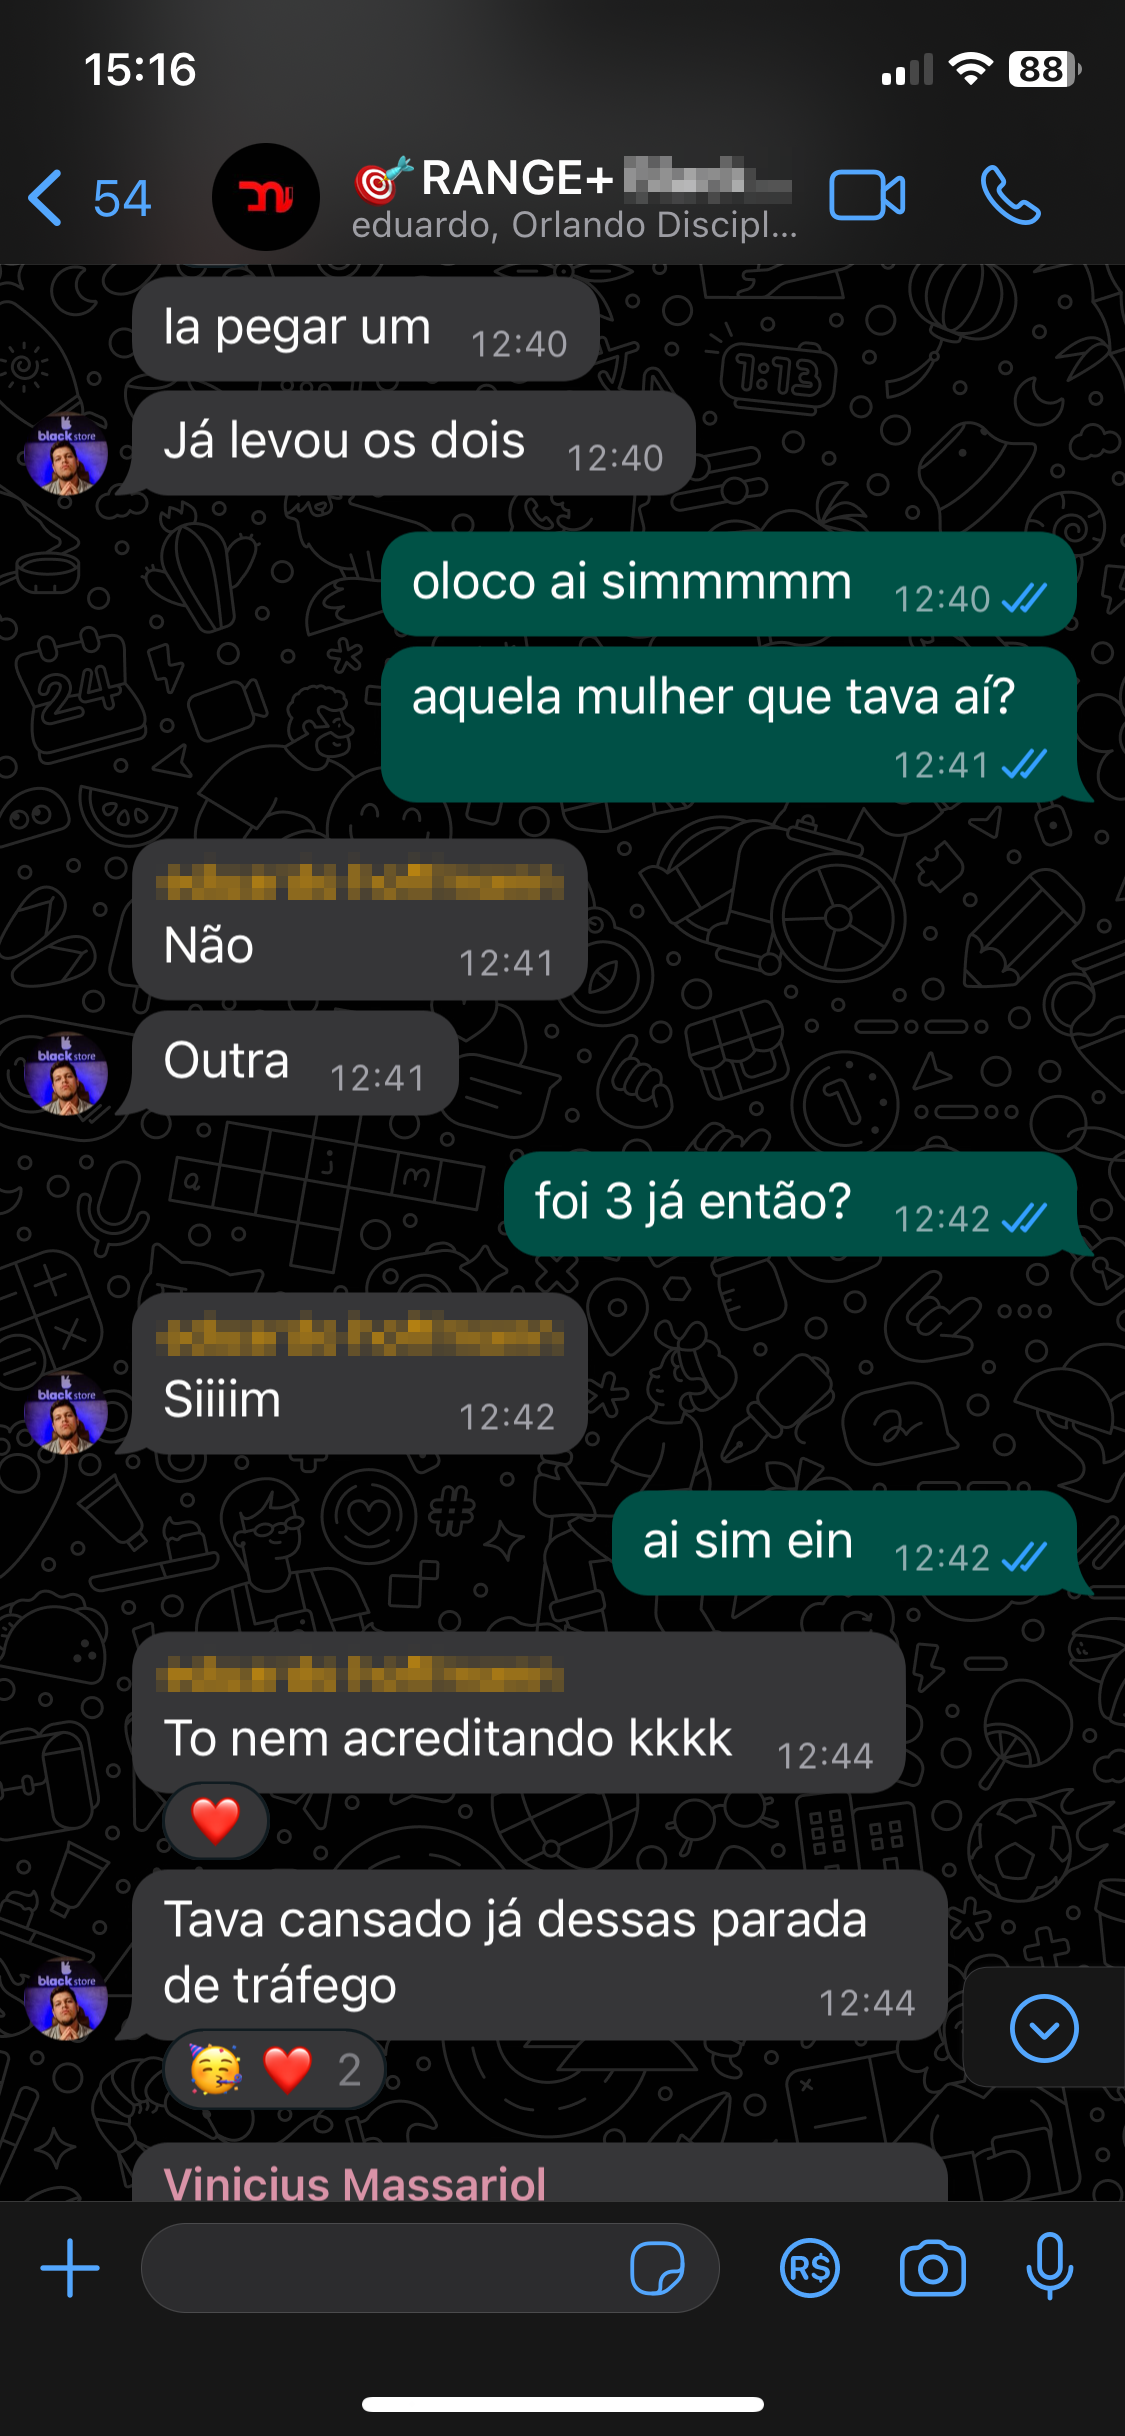 15:16
88
54
RANGE+
eduardo, Orlando Discipl...
Ia pegar um 12:40
Já levou os dois 12:40
black store
oloco ai simmmmm 12:40
aquela mulher que tava aí?
12:41
Não 12:41
Outra 12:41
black store
foi 3 já então? 12:42
Siiiim 12:42
black store
ai sim ein 12:42
To nem acreditando kkkk 12:44
Tava cansado já dessas parada
de tráfego 12:44
black store
2
Vinicius Massariol
R$